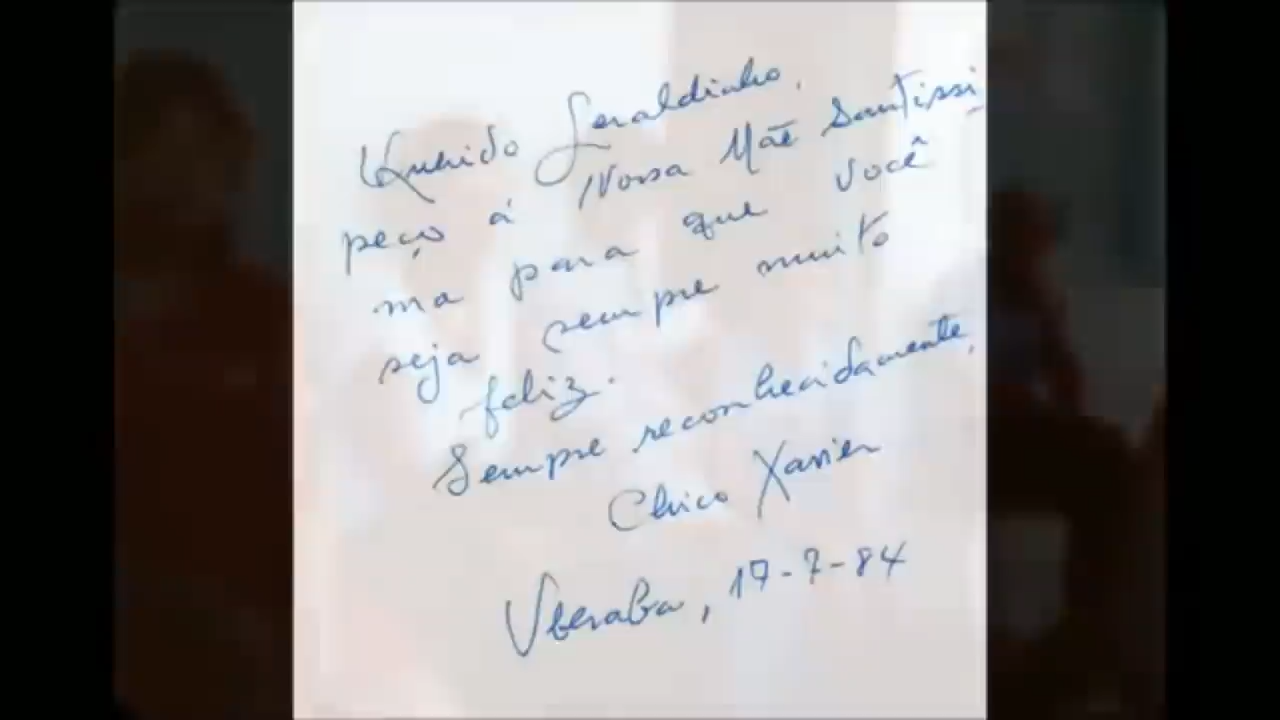 Querido Geraldinho,
peço á Nossa Mãe Santissi-
ma para que você
seja sempre muito
feliz.
Sempre reconhecidamente,
Chico Xavier
Uberaba, 17-7-84